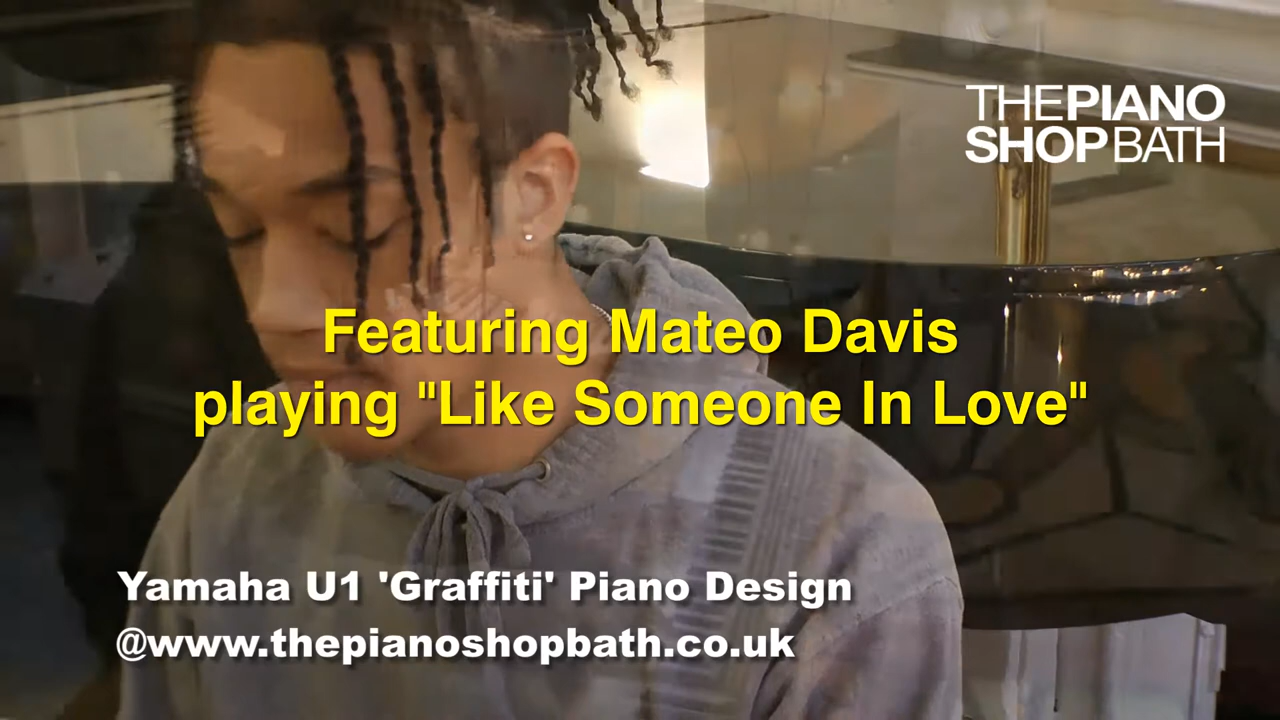 THEPIANO
SHOPBATH
Featuring Mateo Davis
playing "Like Someone In Love"
Yamaha U1 'Graffiti' Piano Design
@www.thepianoshopbath.co.uk